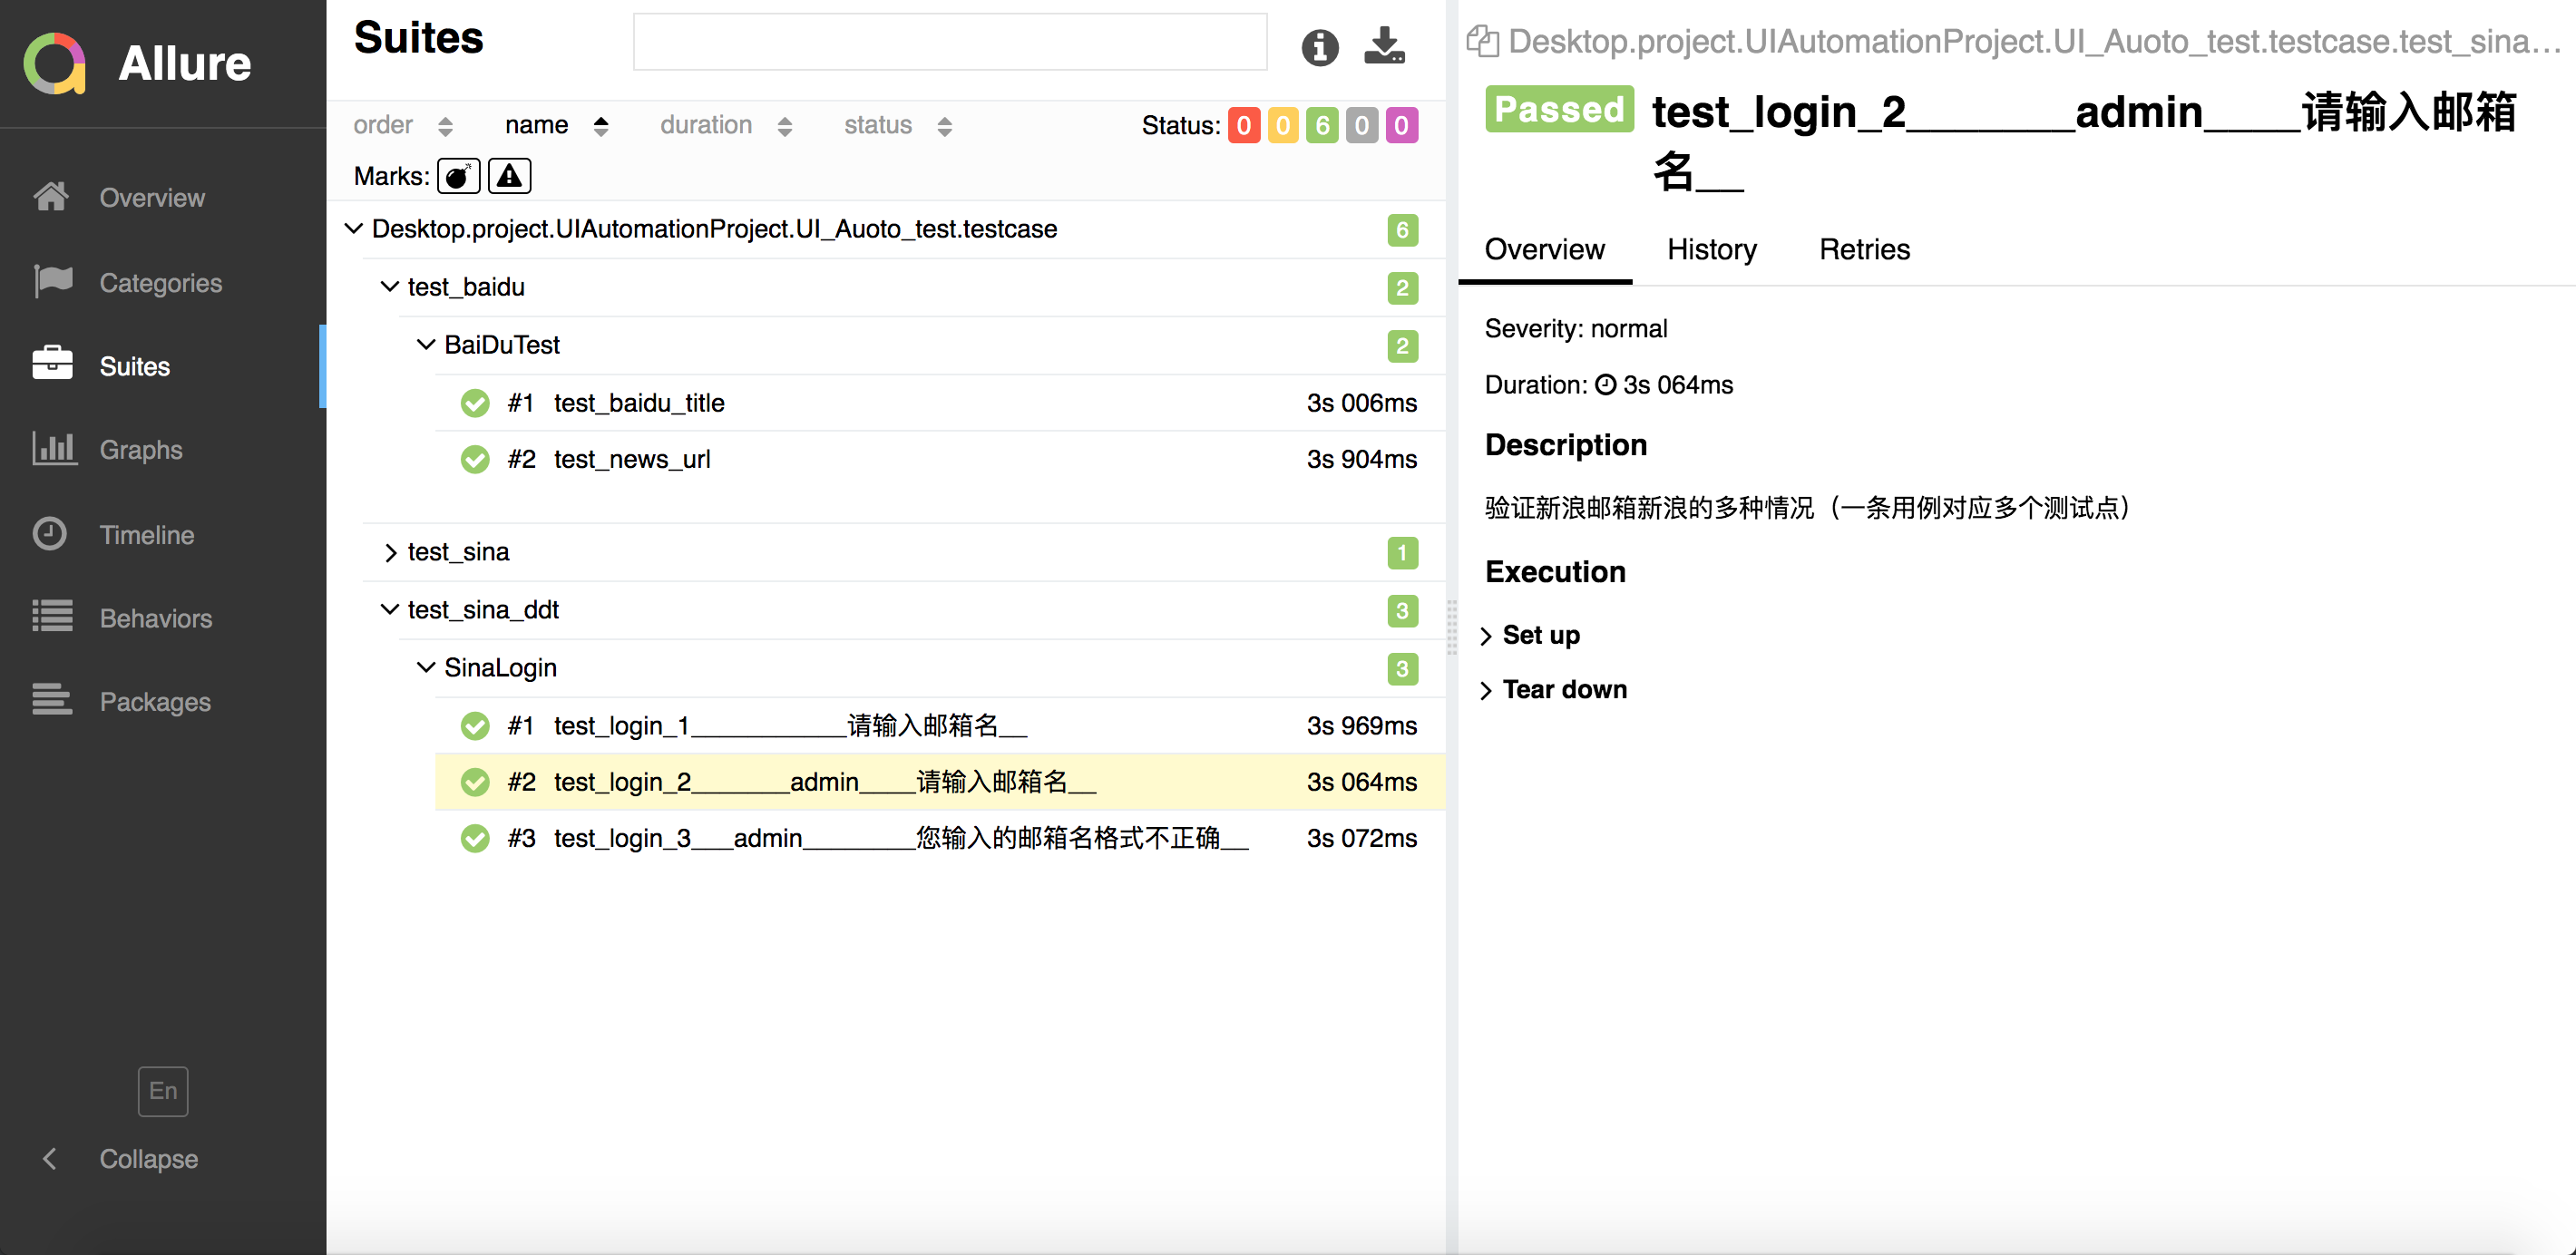 Allure
Overview
Categories
Suites
Graphs
Timeline
Behaviors
Packages
En
Collapse
Suites
order name duration status Status: 0 0 6 0 0
Marks:
Desktop.project.UIAutomationProject.UI_Auoto_test.testcase 6
test_baidu 2
BaiDuTest 2
#1 test_baidu_title 3s 006ms
#2 test_news_url 3s 904ms
test_sina 1
test_sina_ddt 3
SinaLogin 3
#1 test_login_1___________请输入邮箱名__ 3s 969ms
#2 test_login_2_______admin____请输入邮箱名__ 3s 064ms
#3 test_login_3___admin________您输入的邮箱名格式不正确__ 3s 072ms
Desktop.project.UIAutomationProject.UI_Auoto_test.testcase.test_sina...
Passed test_login_2_______admin____请输入邮箱
名__
Overview History Retries
Severity: normal
Duration: 3s 064ms
Description
验证新浪邮箱新浪的多种情况（一条用例对应多个测试点）
Execution
Set up
Tear down